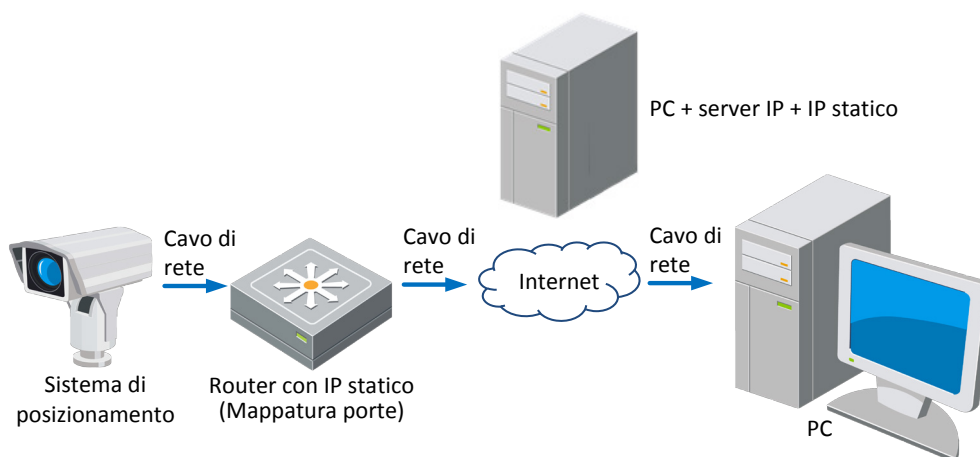 PC + server IP + IP statico
Cavo di
rete
Cavo di
rete
Cavo di
rete
Internet
Sistema di
posizionamento
Router con IP statico
(Mappatura porte)
PC